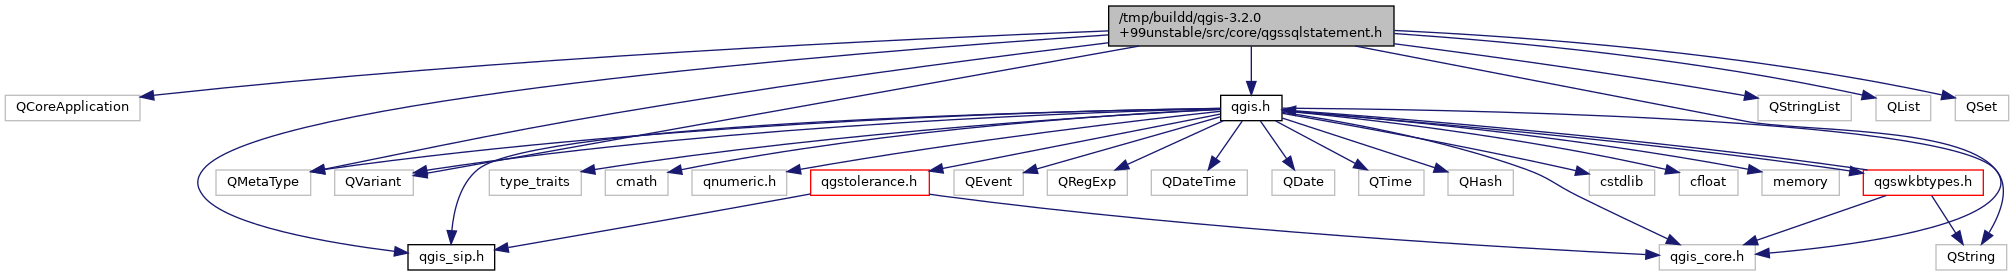 /tmp/buildd/qgis-3.2.0
+99unstable/src/core/qgssqlstatement.h
QCoreApplication
qgis.h
QStringList
QList
QSet
QMetaType
QVariant
type_traits
cmath
qnumeric.h
qgstolerance.h
QEvent
QRegExp
QDateTime
QDate
QTime
QHash
cstdlib
cfloat
memory
qgswkbtypes.h
qgis_sip.h
qgis_core.h
QString